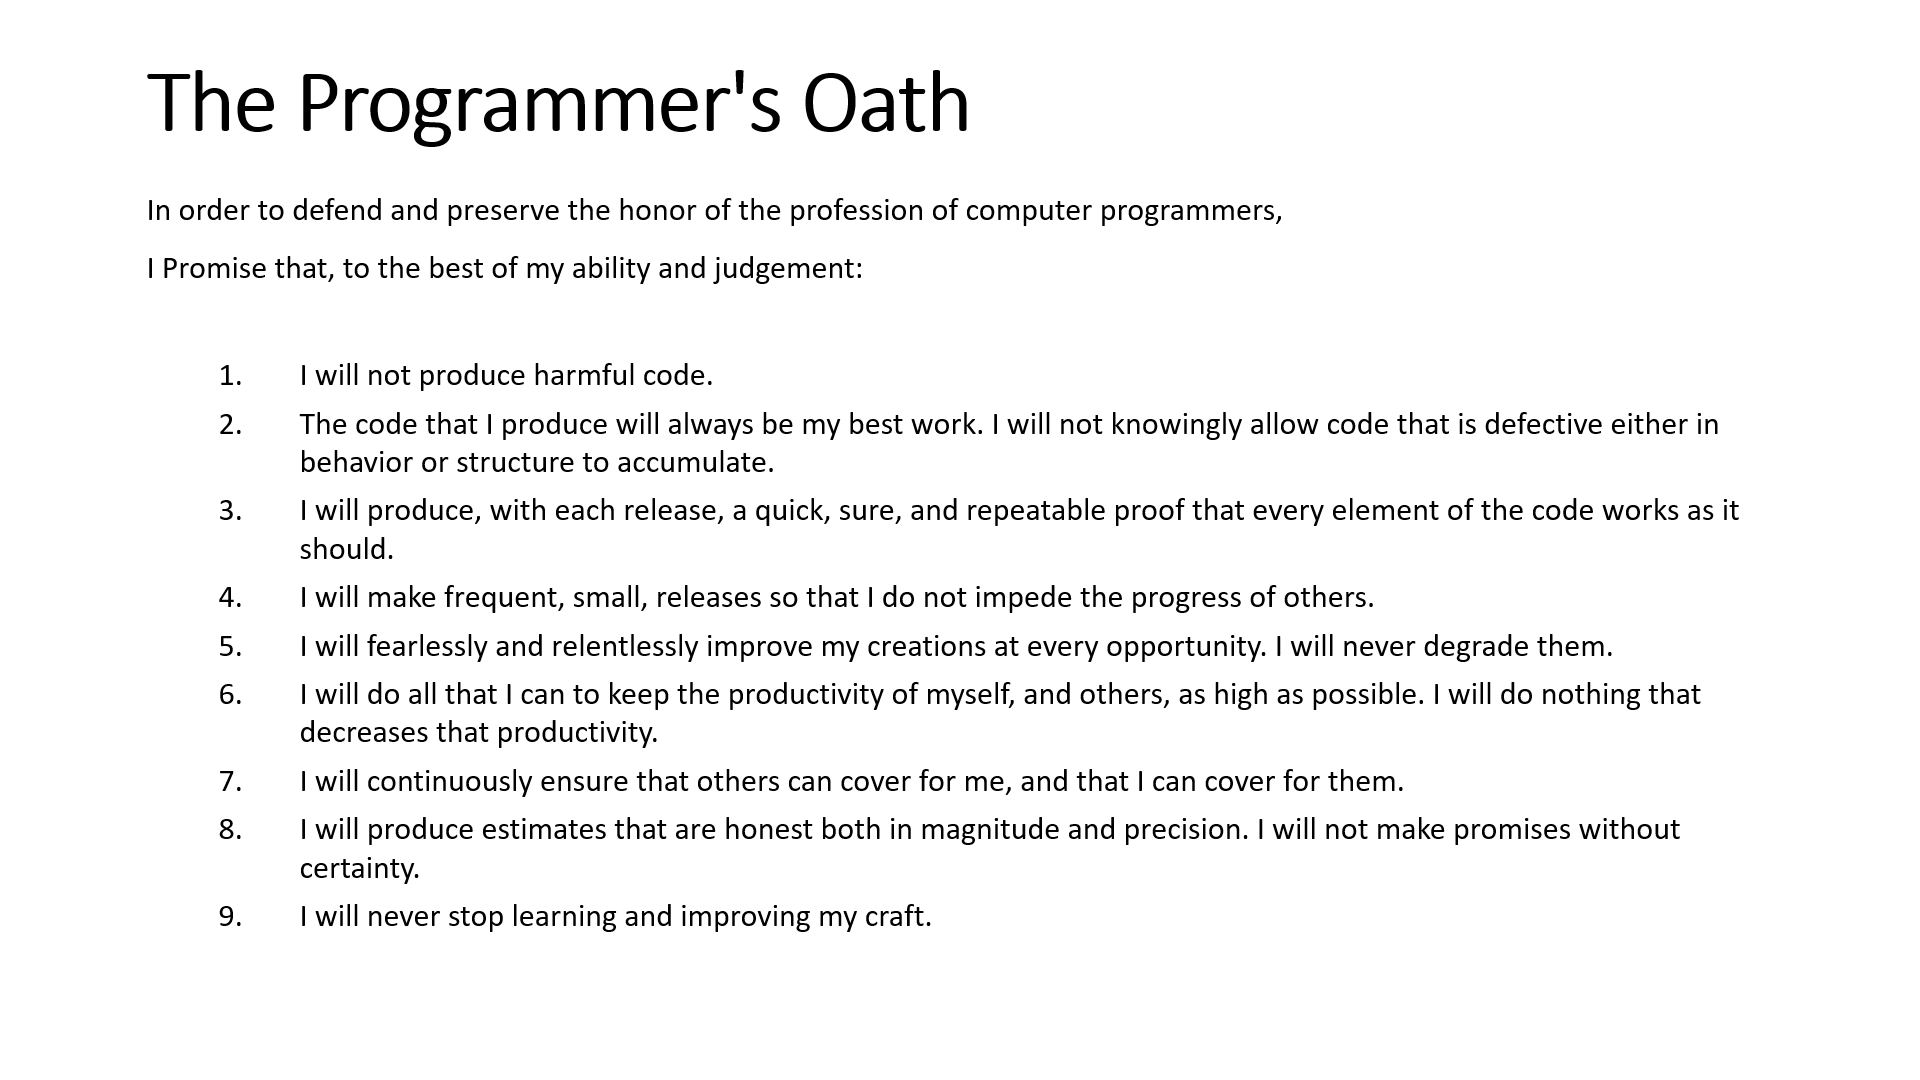 The Programmer's Oath
In order to defend and preserve the honor of the profession of computer programmers,
I Promise that, to the best of my ability and judgement:
1. I will not produce harmful code.
2. The code that I produce will always be my best work. I will not knowingly allow code that is defective either in
behavior or structure to accumulate.
3. I will produce, with each release, a quick, sure, and repeatable proof that every element of the code works as it
should.
4. I will make frequent, small, releases so that I do not impede the progress of others.
5. I will fearlessly and relentlessly improve my creations at every opportunity. I will never degrade them.
6. I will do all that I can to keep the productivity of myself, and others, as high as possible. I will do nothing that
decreases that productivity.
7. I will continuously ensure that others can cover for me, and that I can cover for them.
8. I will produce estimates that are honest both in magnitude and precision. I will not make promises without
certainty.
9. I will never stop learning and improving my craft.